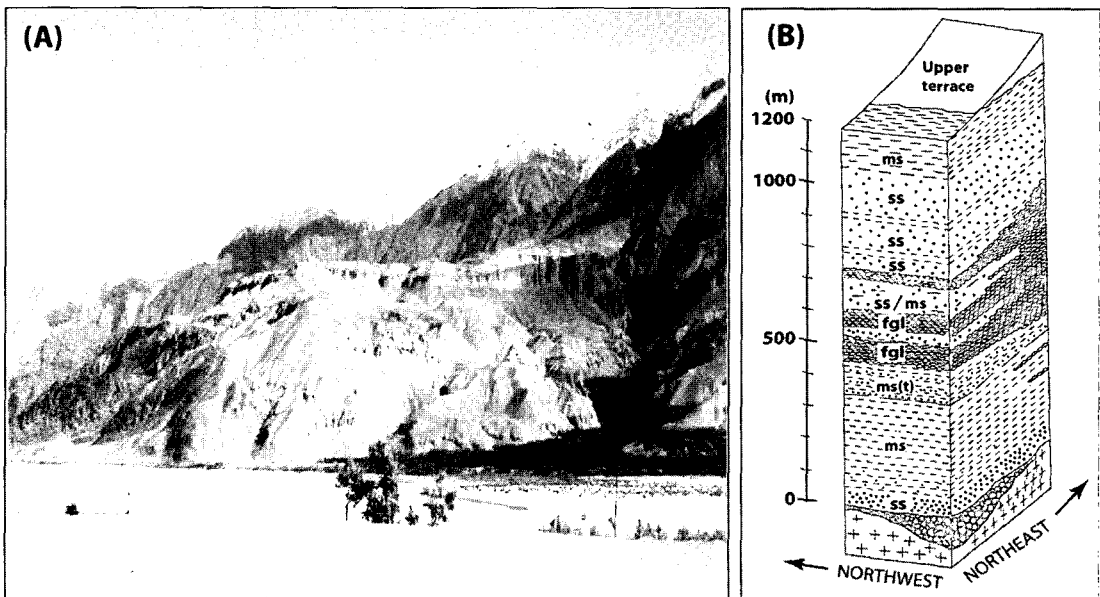 (A)
(B)
Upper
terrace
(m)
1200
1000
500
0
ms
ss
ss
ss
ss / ms
fgl
fgl
ms(t)
ms
ss
NORTHWEST
NORTHEAST